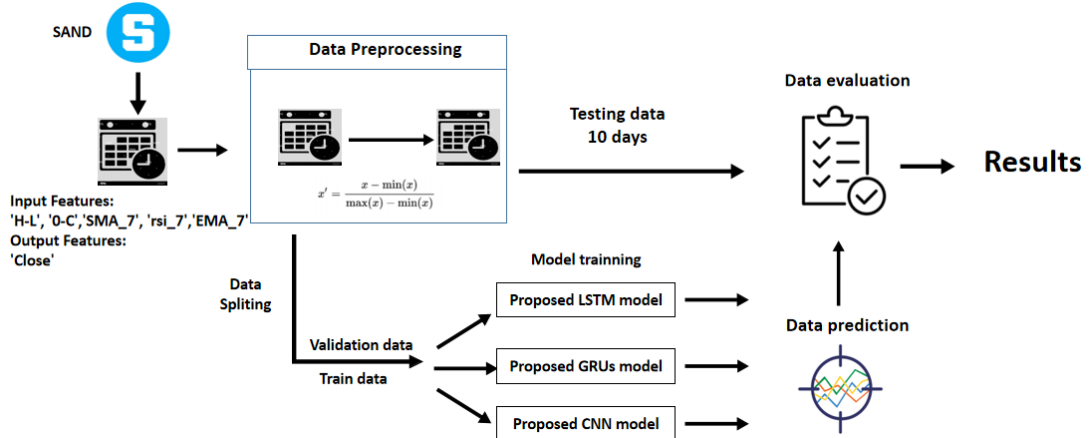 SAND
S
Data Preprocessing
x' = \frac{x - min(x)}{max(x) - min(x)}
Input Features:
'H-L', '0-C','SMA_7', 'rsi_7','EMA_7'
Output Features:
'Close'
Testing data
10 days
Data evaluation
Results
Data
Spliting
Validation data
Train data
Model trainning
Proposed LSTM model
Proposed GRUs model
Proposed CNN model
Data prediction